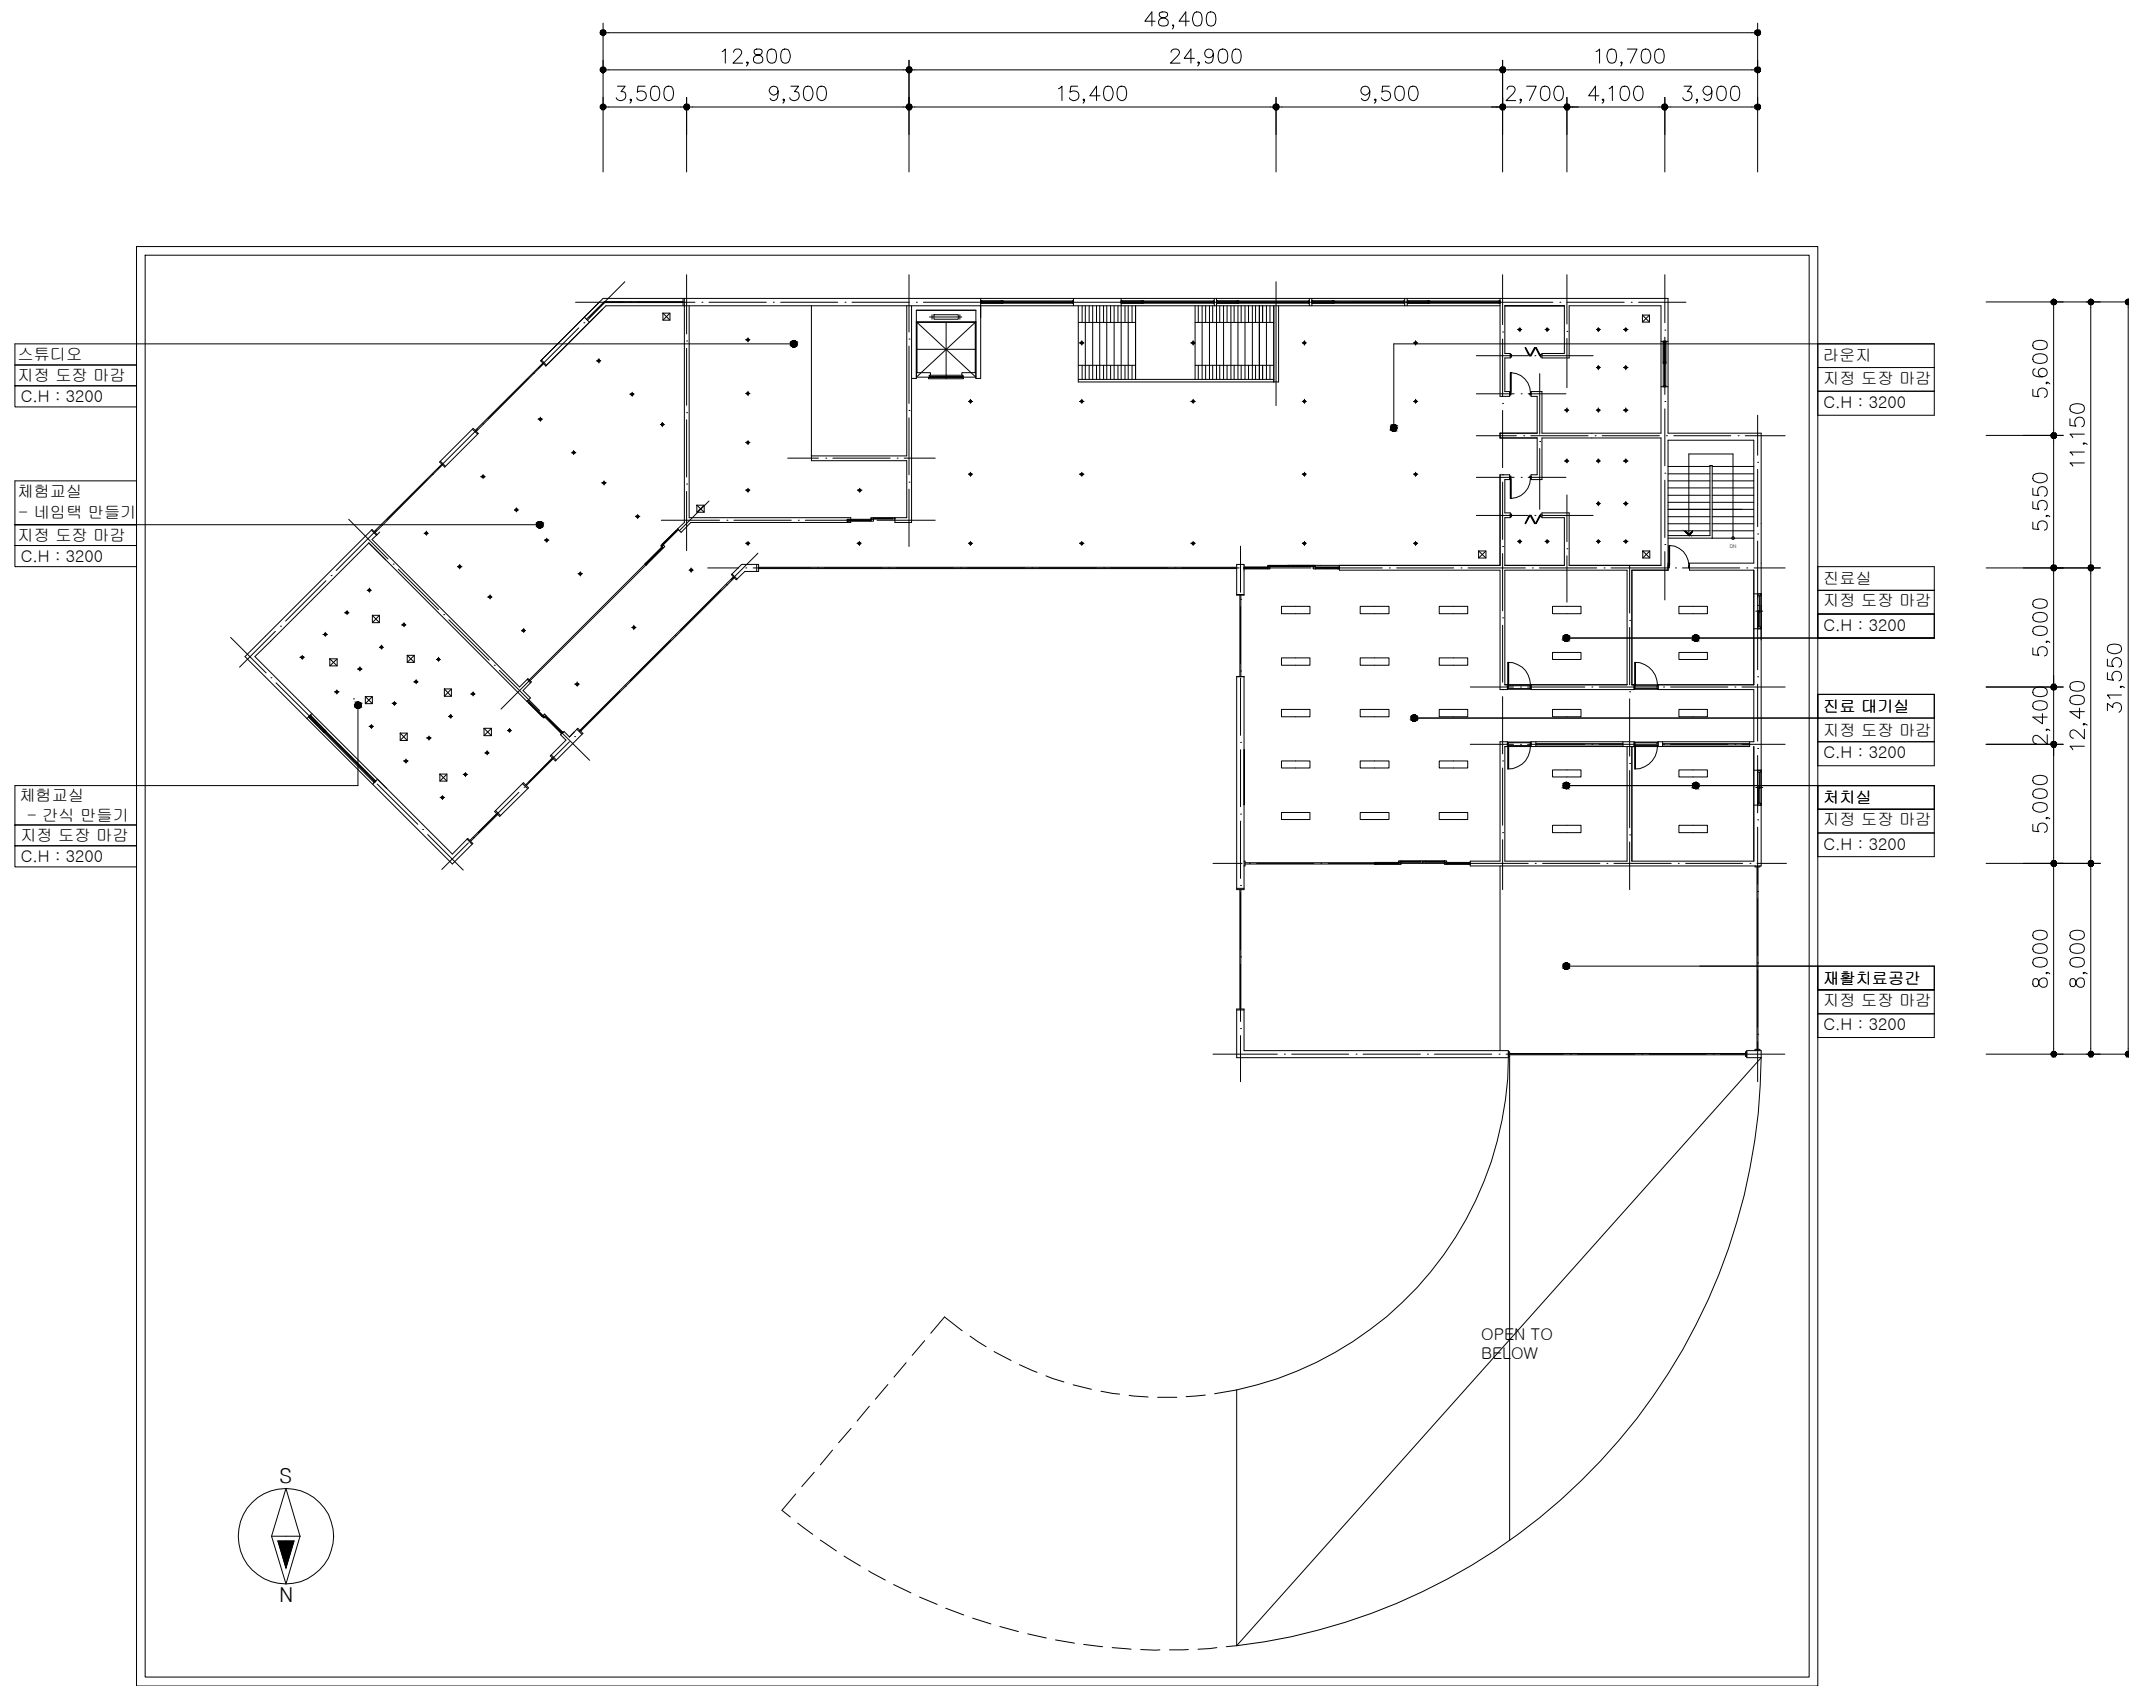 48,400
12,800
24,900
10,700
3,500
9,300
15,400
9,500
2,700
4,100
3,900
스튜디오
지정 도장 마감
C.H : 3200
체험교실
- 네임택 만들기
지정 도장 마감
C.H : 3200
체험교실
- 간식 만들기
지정 도장 마감
C.H : 3200
DN
라운지
지정 도장 마감
C.H : 3200
진료실
지정 도장 마감
C.H : 3200
진료 대기실
지정 도장 마감
C.H : 3200
처치실
지정 도장 마감
C.H : 3200
재활치료공간
지정 도장 마감
C.H : 3200
5,600
5,550
5,000
2,400
5,000
8,000
11,150
12,400
8,000
31,550
OPEN TO
BELOW
S
N